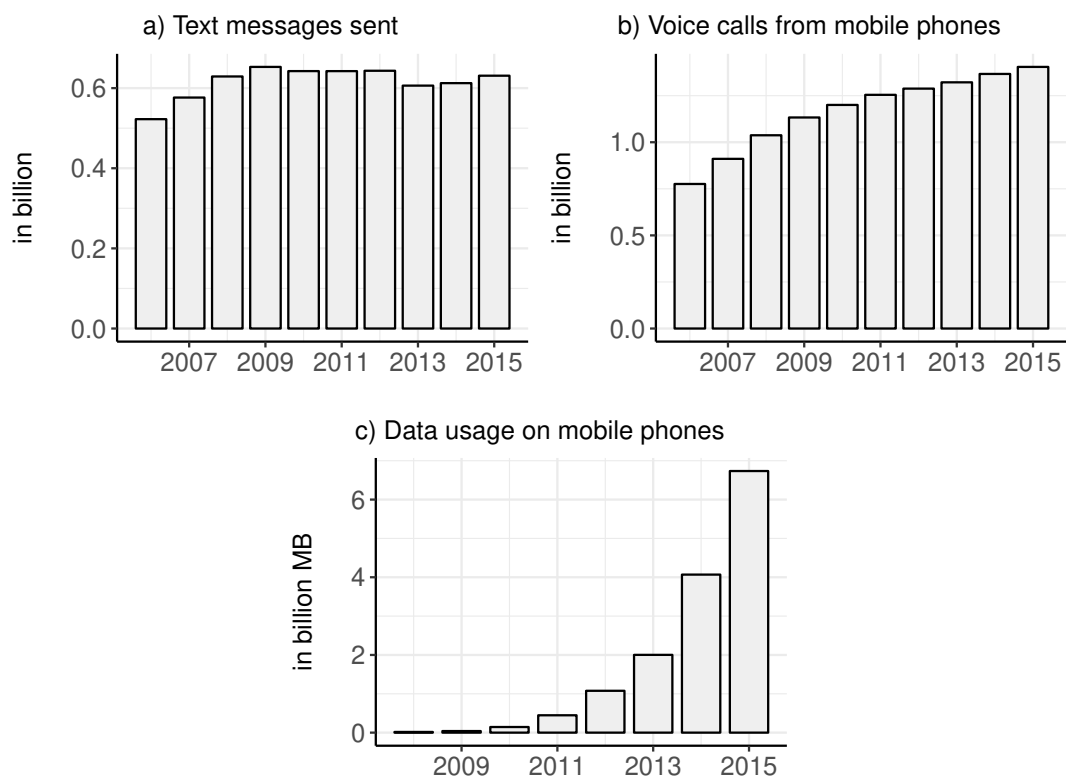 a) Text messages sent
in billion
0.6
0.4
0.2
0.0
2007 2009 2011 2013 2015
b) Voice calls from mobile phones
in billion
1.0
0.5
0.0
2007 2009 2011 2013 2015
c) Data usage on mobile phones
in billion MB
6
4
2
0
2009 2011 2013 2015